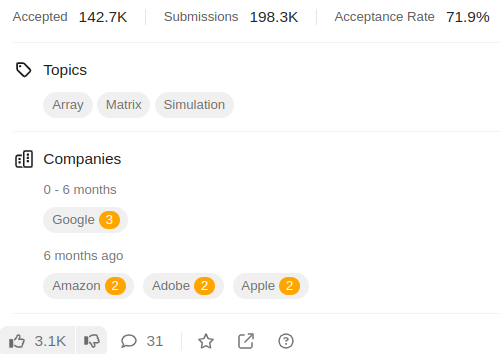 Accepted 142.7K Submissions 198.3K Acceptance Rate 71.9%
Topics
Array Matrix Simulation
Companies
0 - 6 months
Google 3
6 months ago
Amazon 2 Adobe 2 Apple 2
3.1K 31